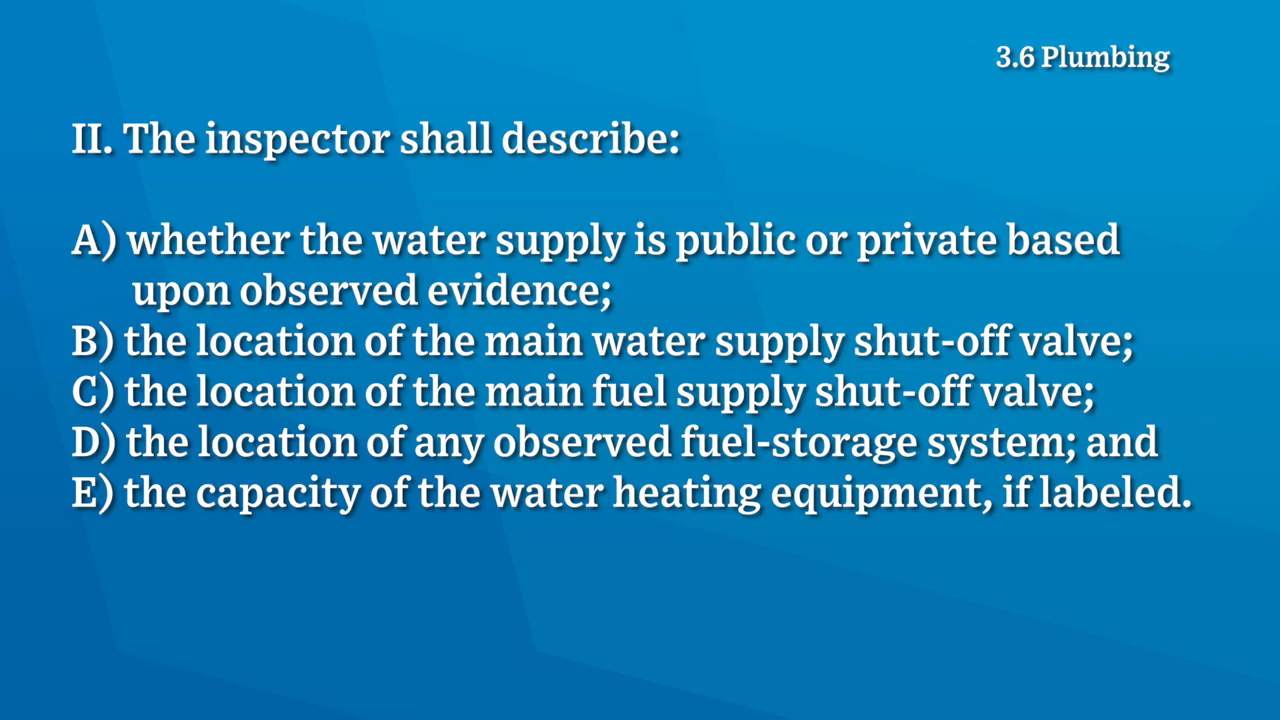 3.6 Plumbing
II. The inspector shall describe:
A) whether the water supply is public or private based
upon observed evidence;
B) the location of the main water supply shut-off valve;
C) the location of the main fuel supply shut-off valve;
D) the location of any observed fuel-storage system; and
E) the capacity of the water heating equipment, if labeled.